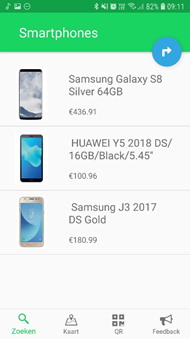 09:11
Smartphones
Samsung Galaxy S8
Silver 64GB
€436.91
HUAWEI Y5 2018 DS/
16GB/Black/5.45"
€100.96
Samsung J3 2017
DS Gold
€180.99
Zoeken
Kaart
QR
Feedback